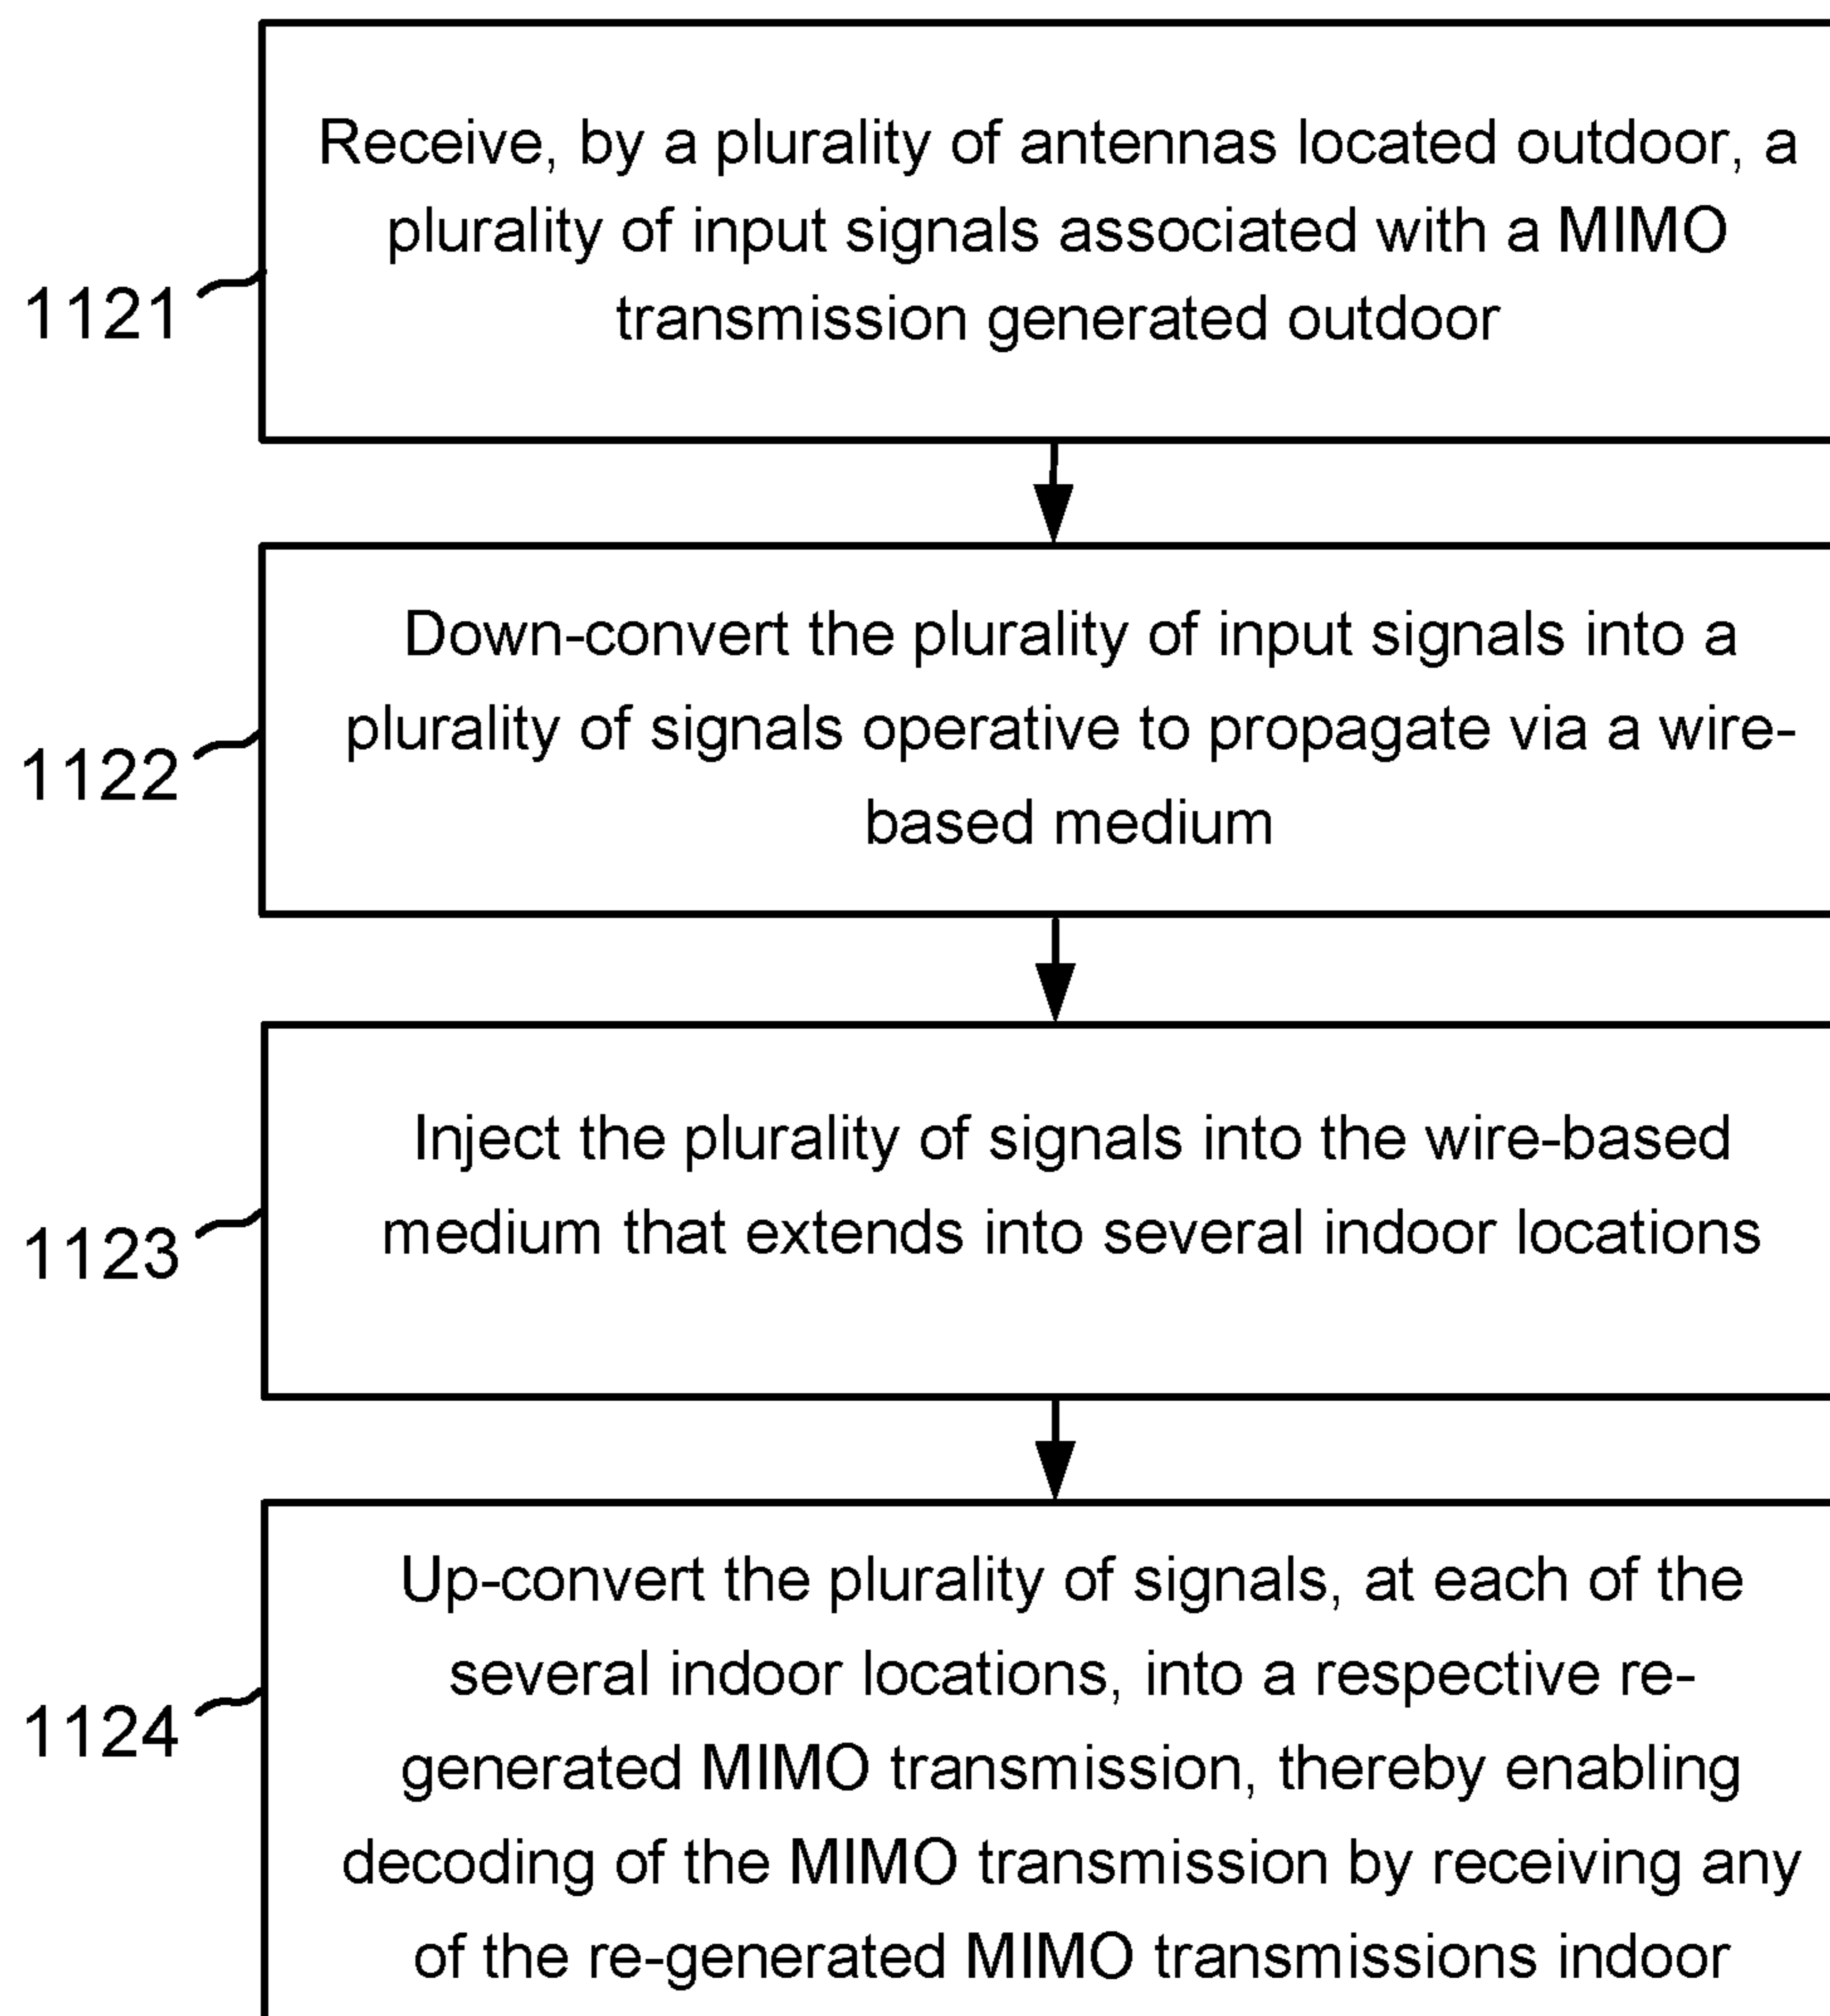 Receive, by a plurality of antennas located outdoor, a
plurality of input signals associated with a MIMO
transmission generated outdoor
1121
Down-convert the plurality of input signals into a
plurality of signals operative to propagate via a wire-
based medium
1122
Inject the plurality of signals into the wire-based
medium that extends into several indoor locations
1123
Up-convert the plurality of signals, at each of the
several indoor locations, into a respective re-
generated MIMO transmission, thereby enabling
decoding of the MIMO transmission by receiving any
of the re-generated MIMO transmissions indoor
1124